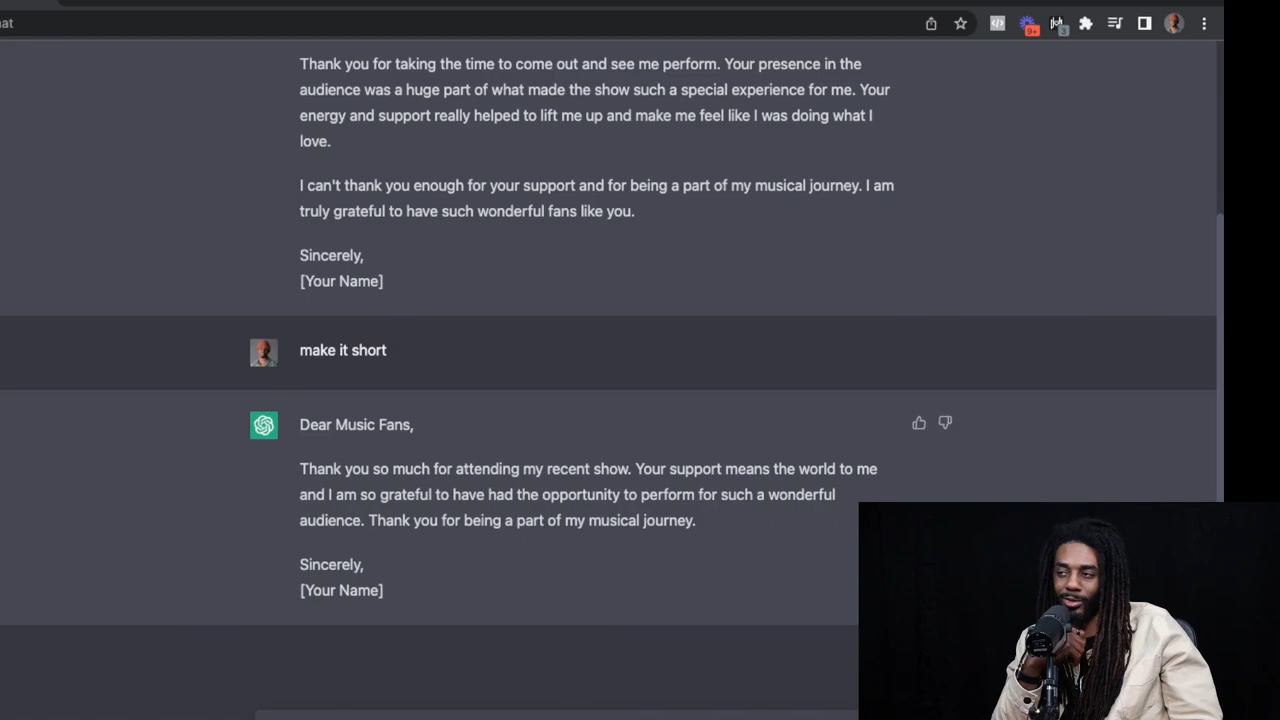 nat
9+
3
Thank you for taking the time to come out and see me perform. Your presence in the
audience was a huge part of what made the show such a special experience for me. Your
energy and support really helped to lift me up and make me feel like I was doing what I
love.
I can't thank you enough for your support and for being a part of my musical journey. I am
truly grateful to have such wonderful fans like you.
Sincerely,
[Your Name]
make it short
Dear Music Fans,
Thank you so much for attending my recent show. Your support means the world to me
and I am so grateful to have had the opportunity to perform for such a wonderful
audience. Thank you for being a part of my musical journey.
Sincerely,
[Your Name]